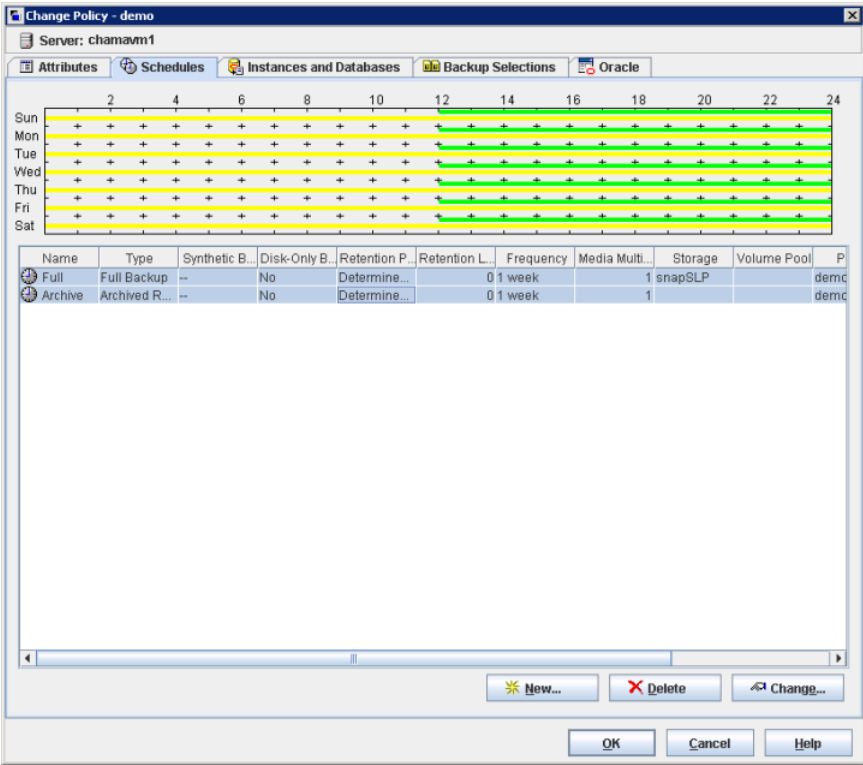 Change Policy - demo
Server: chamavm1
Attributes Schedules Instances and Databases Backup Selections Oracle
2 4 6 8 10 12 14 16 18 20 22 24
Sun
Mon
Tue
Wed
Thu
Fri
Sat
Name Type Synthetic B... Disk-Only B... Retention P... Retention L... Frequency Media Multi... Storage Volume Pool P
Full Full Backup -- No Determine... 0 1 week 1 snapSLP demo
Archive Archived R... -- No Determine... 0 1 week 1 demo
New... Delete Change...
OK Cancel Help